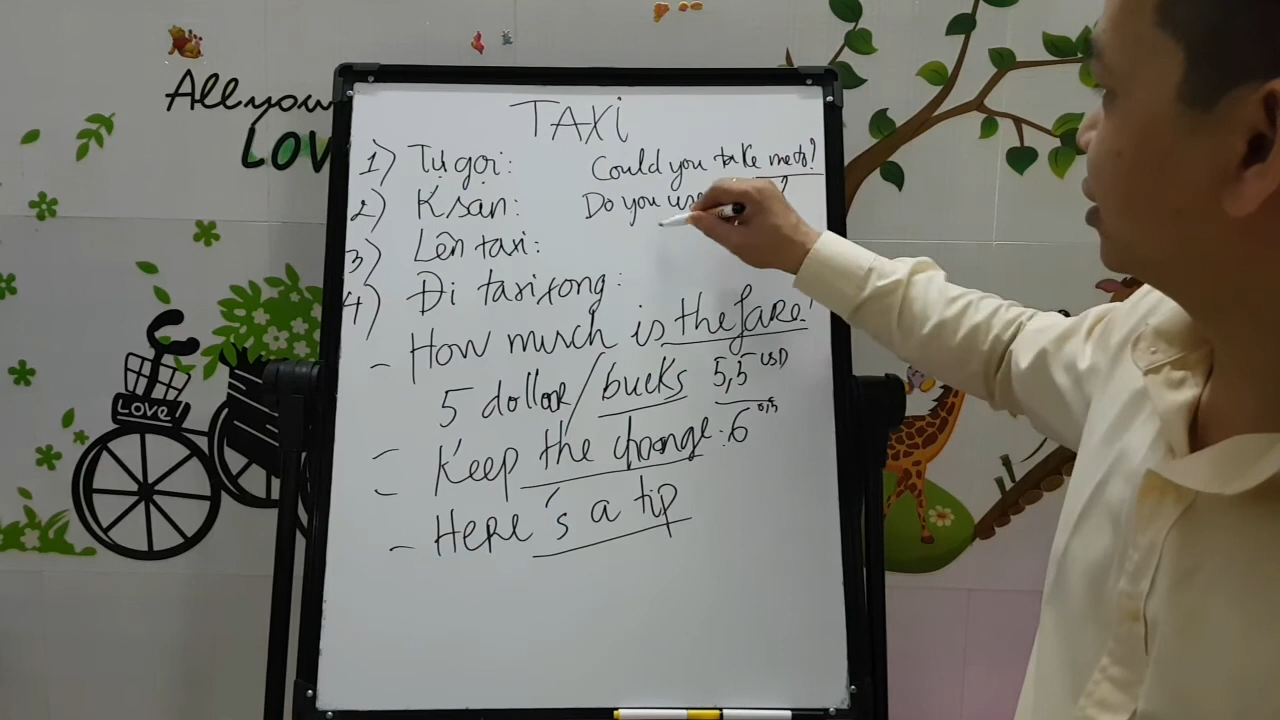 All you
LOV
LOVE!
TAXi
1) Tự gọi: Could you take me to?
2) K'sạn: Do you use
3) Lên taxi:
4) Đi taxi xong:
- How much is the fare?
5 dollar/bucks 5,5 USD
= Keep the change. 6
- Here's a tip